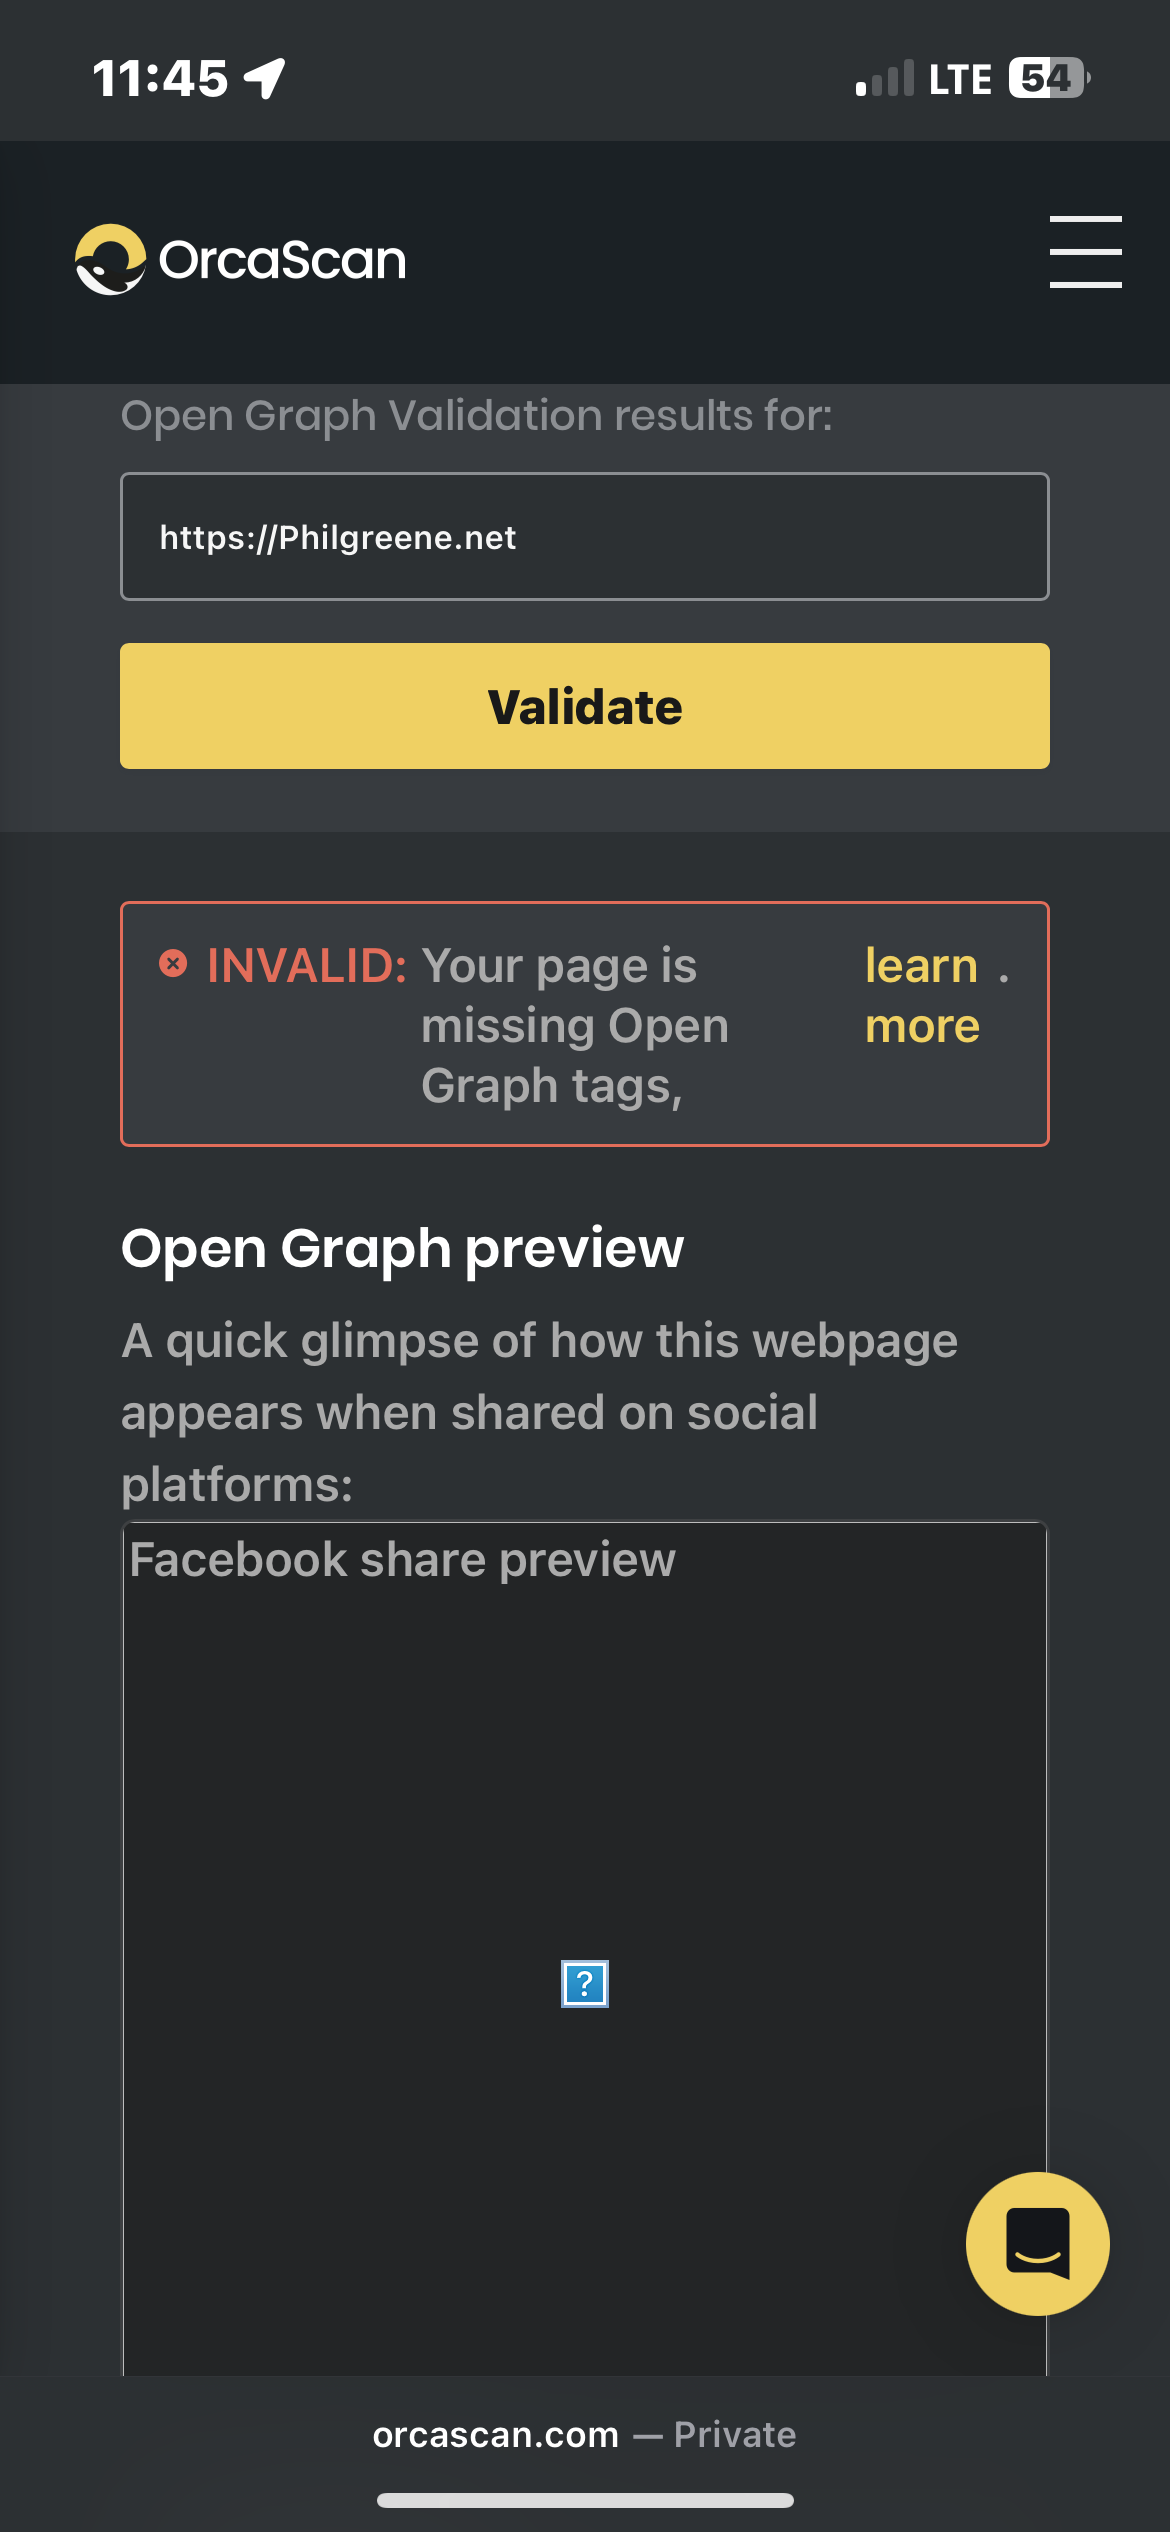 11:45
LTE 54
OrcaScan
Open Graph Validation results for:
https://Philgreene.net
Validate
INVALID: Your page is missing Open Graph tags, learn more .
Open Graph preview
A quick glimpse of how this webpage
appears when shared on social
platforms:
Facebook share preview
?
orcascan.com — Private